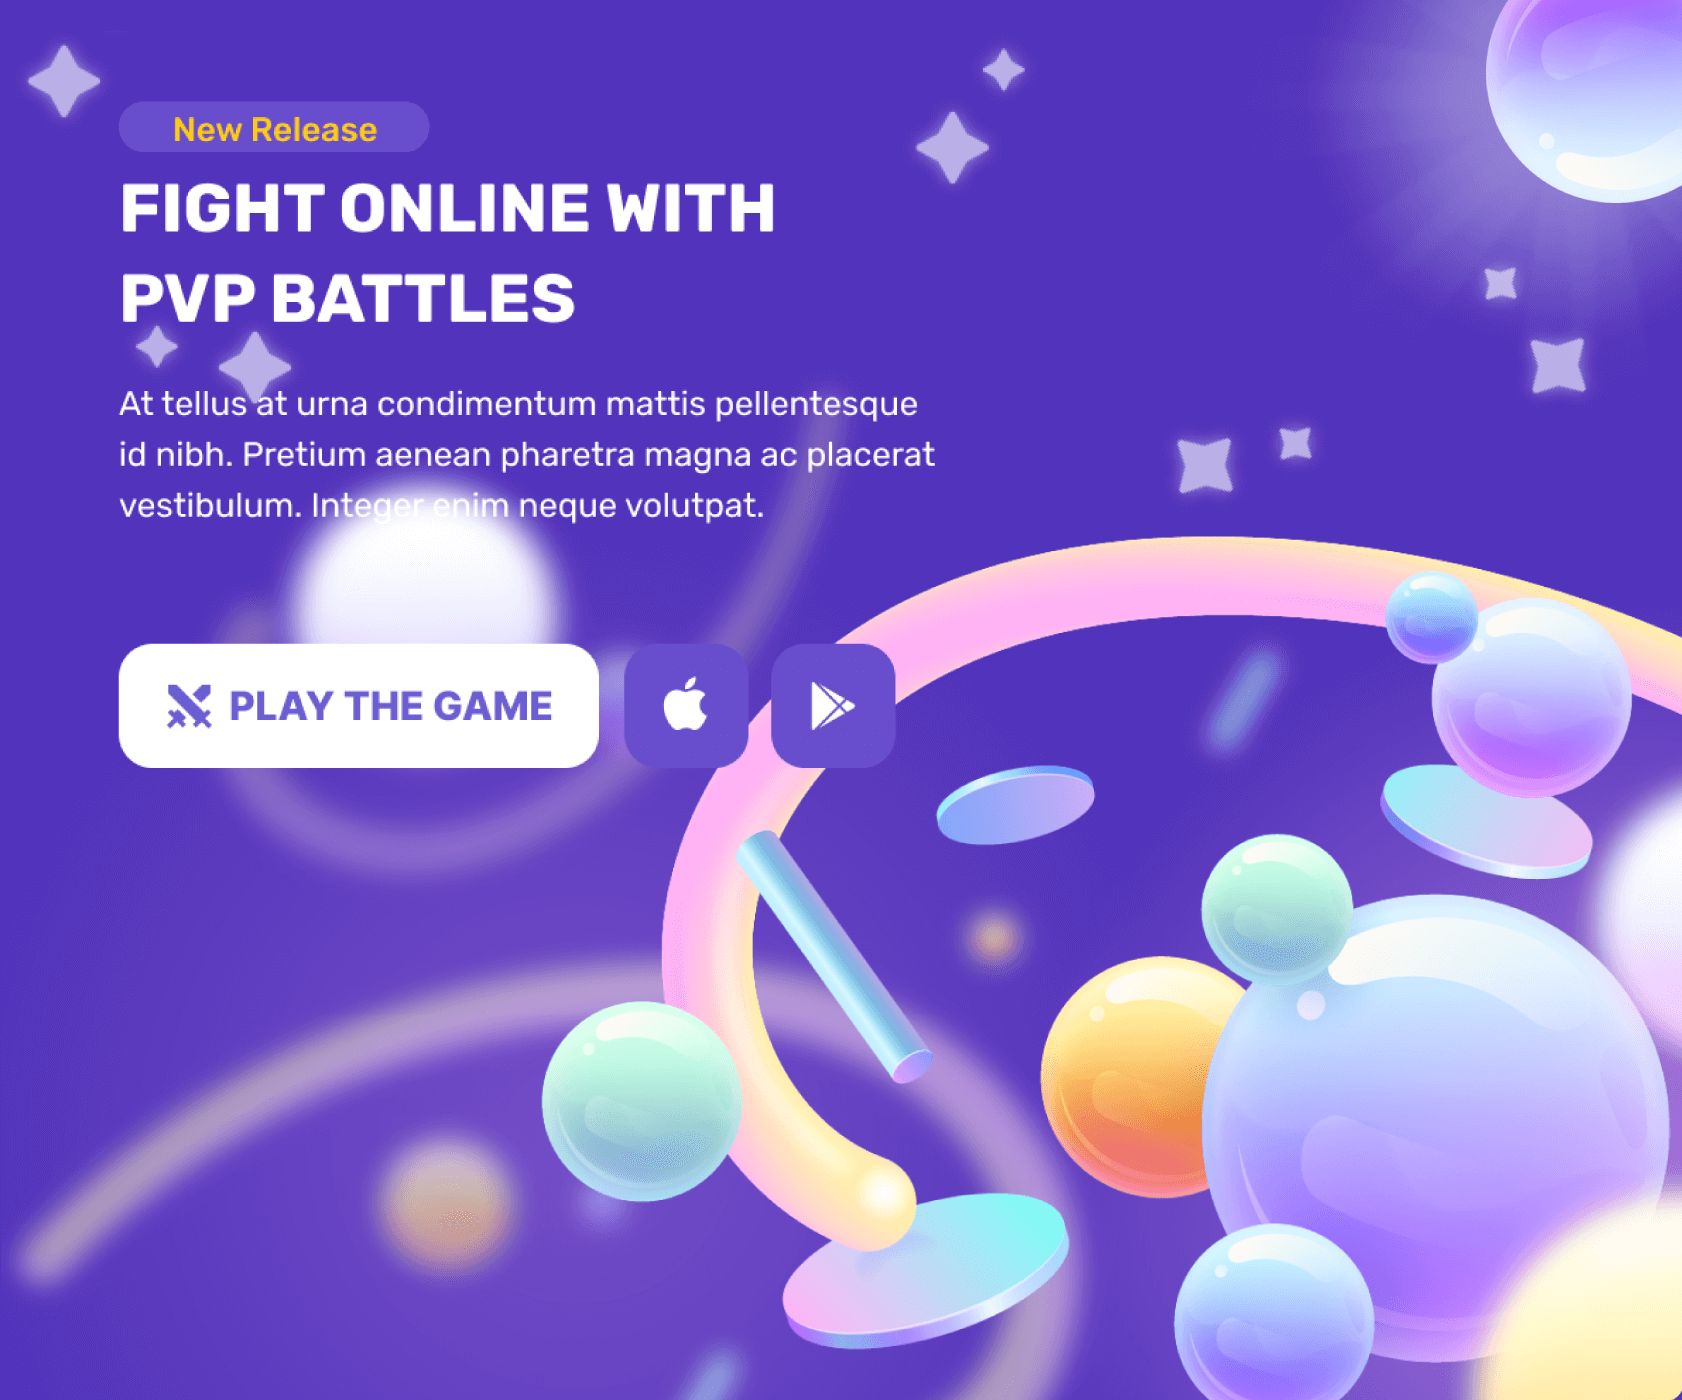 New Release
FIGHT ONLINE WITH
PVP BATTLES
At tellus at urna condimentum mattis pellentesque
id nibh. Pretium aenean pharetra magna ac placerat
vestibulum. Integer enim neque volutpat.
PLAY THE GAME